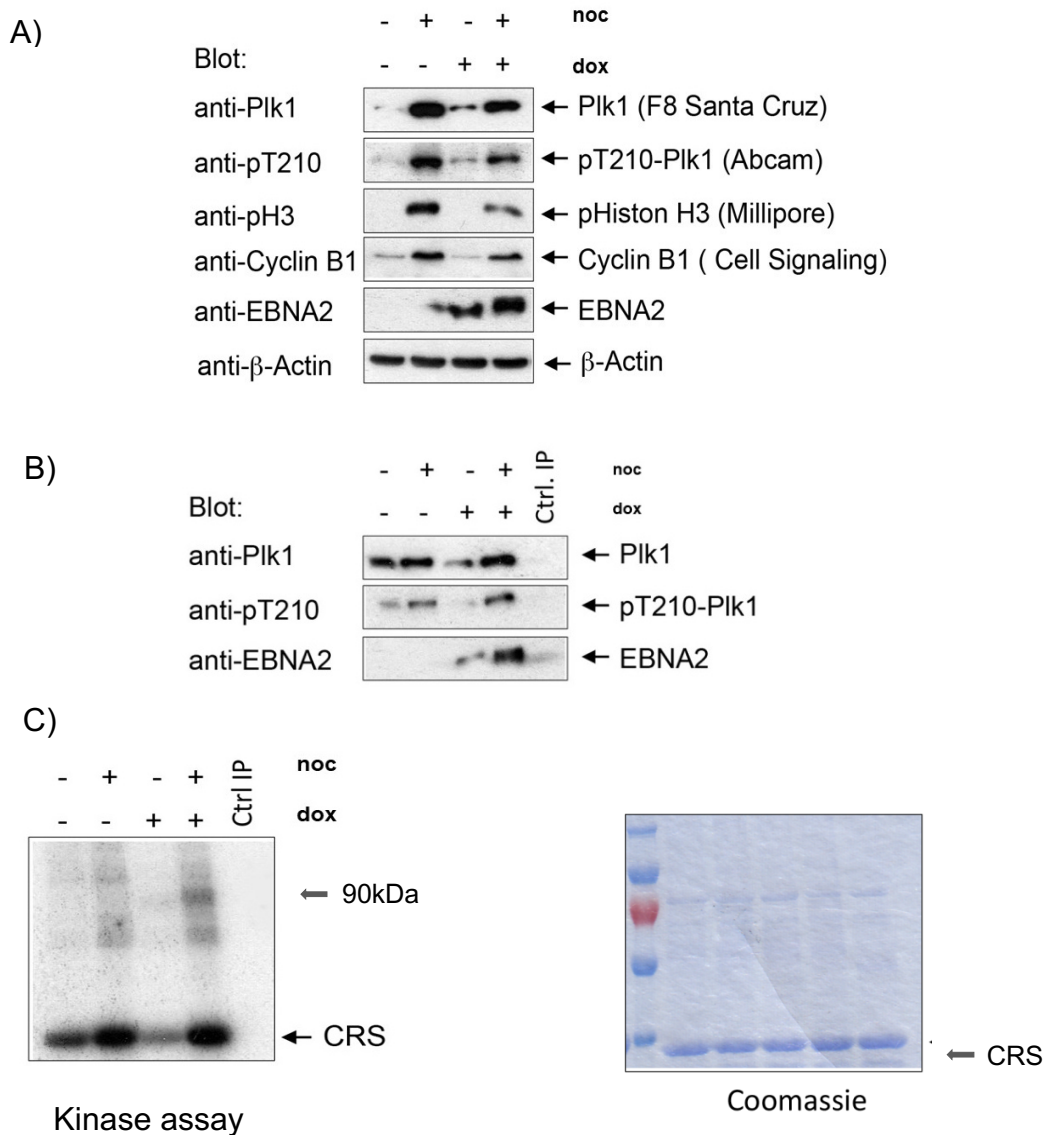 A)
- + - + noc
Blot: - - + + dox
anti-Plk1 Plk1 (F8 Santa Cruz)
anti-pT210 pT210-Plk1 (Abcam)
anti-pH3 pHiston H3 (Millipore)
anti-Cyclin B1 Cyclin B1 ( Cell Signaling)
anti-EBNA2 EBNA2
anti-β-Actin β-Actin
B)
- + - + Ctrl. IP noc
Blot: - - + + dox
anti-Plk1 Plk1
anti-pT210 pT210-Plk1
anti-EBNA2 EBNA2
C)
- + - + Ctrl IP noc
- - + + dox
90kDa
CRS
Kinase assay
CRS
Coomassie